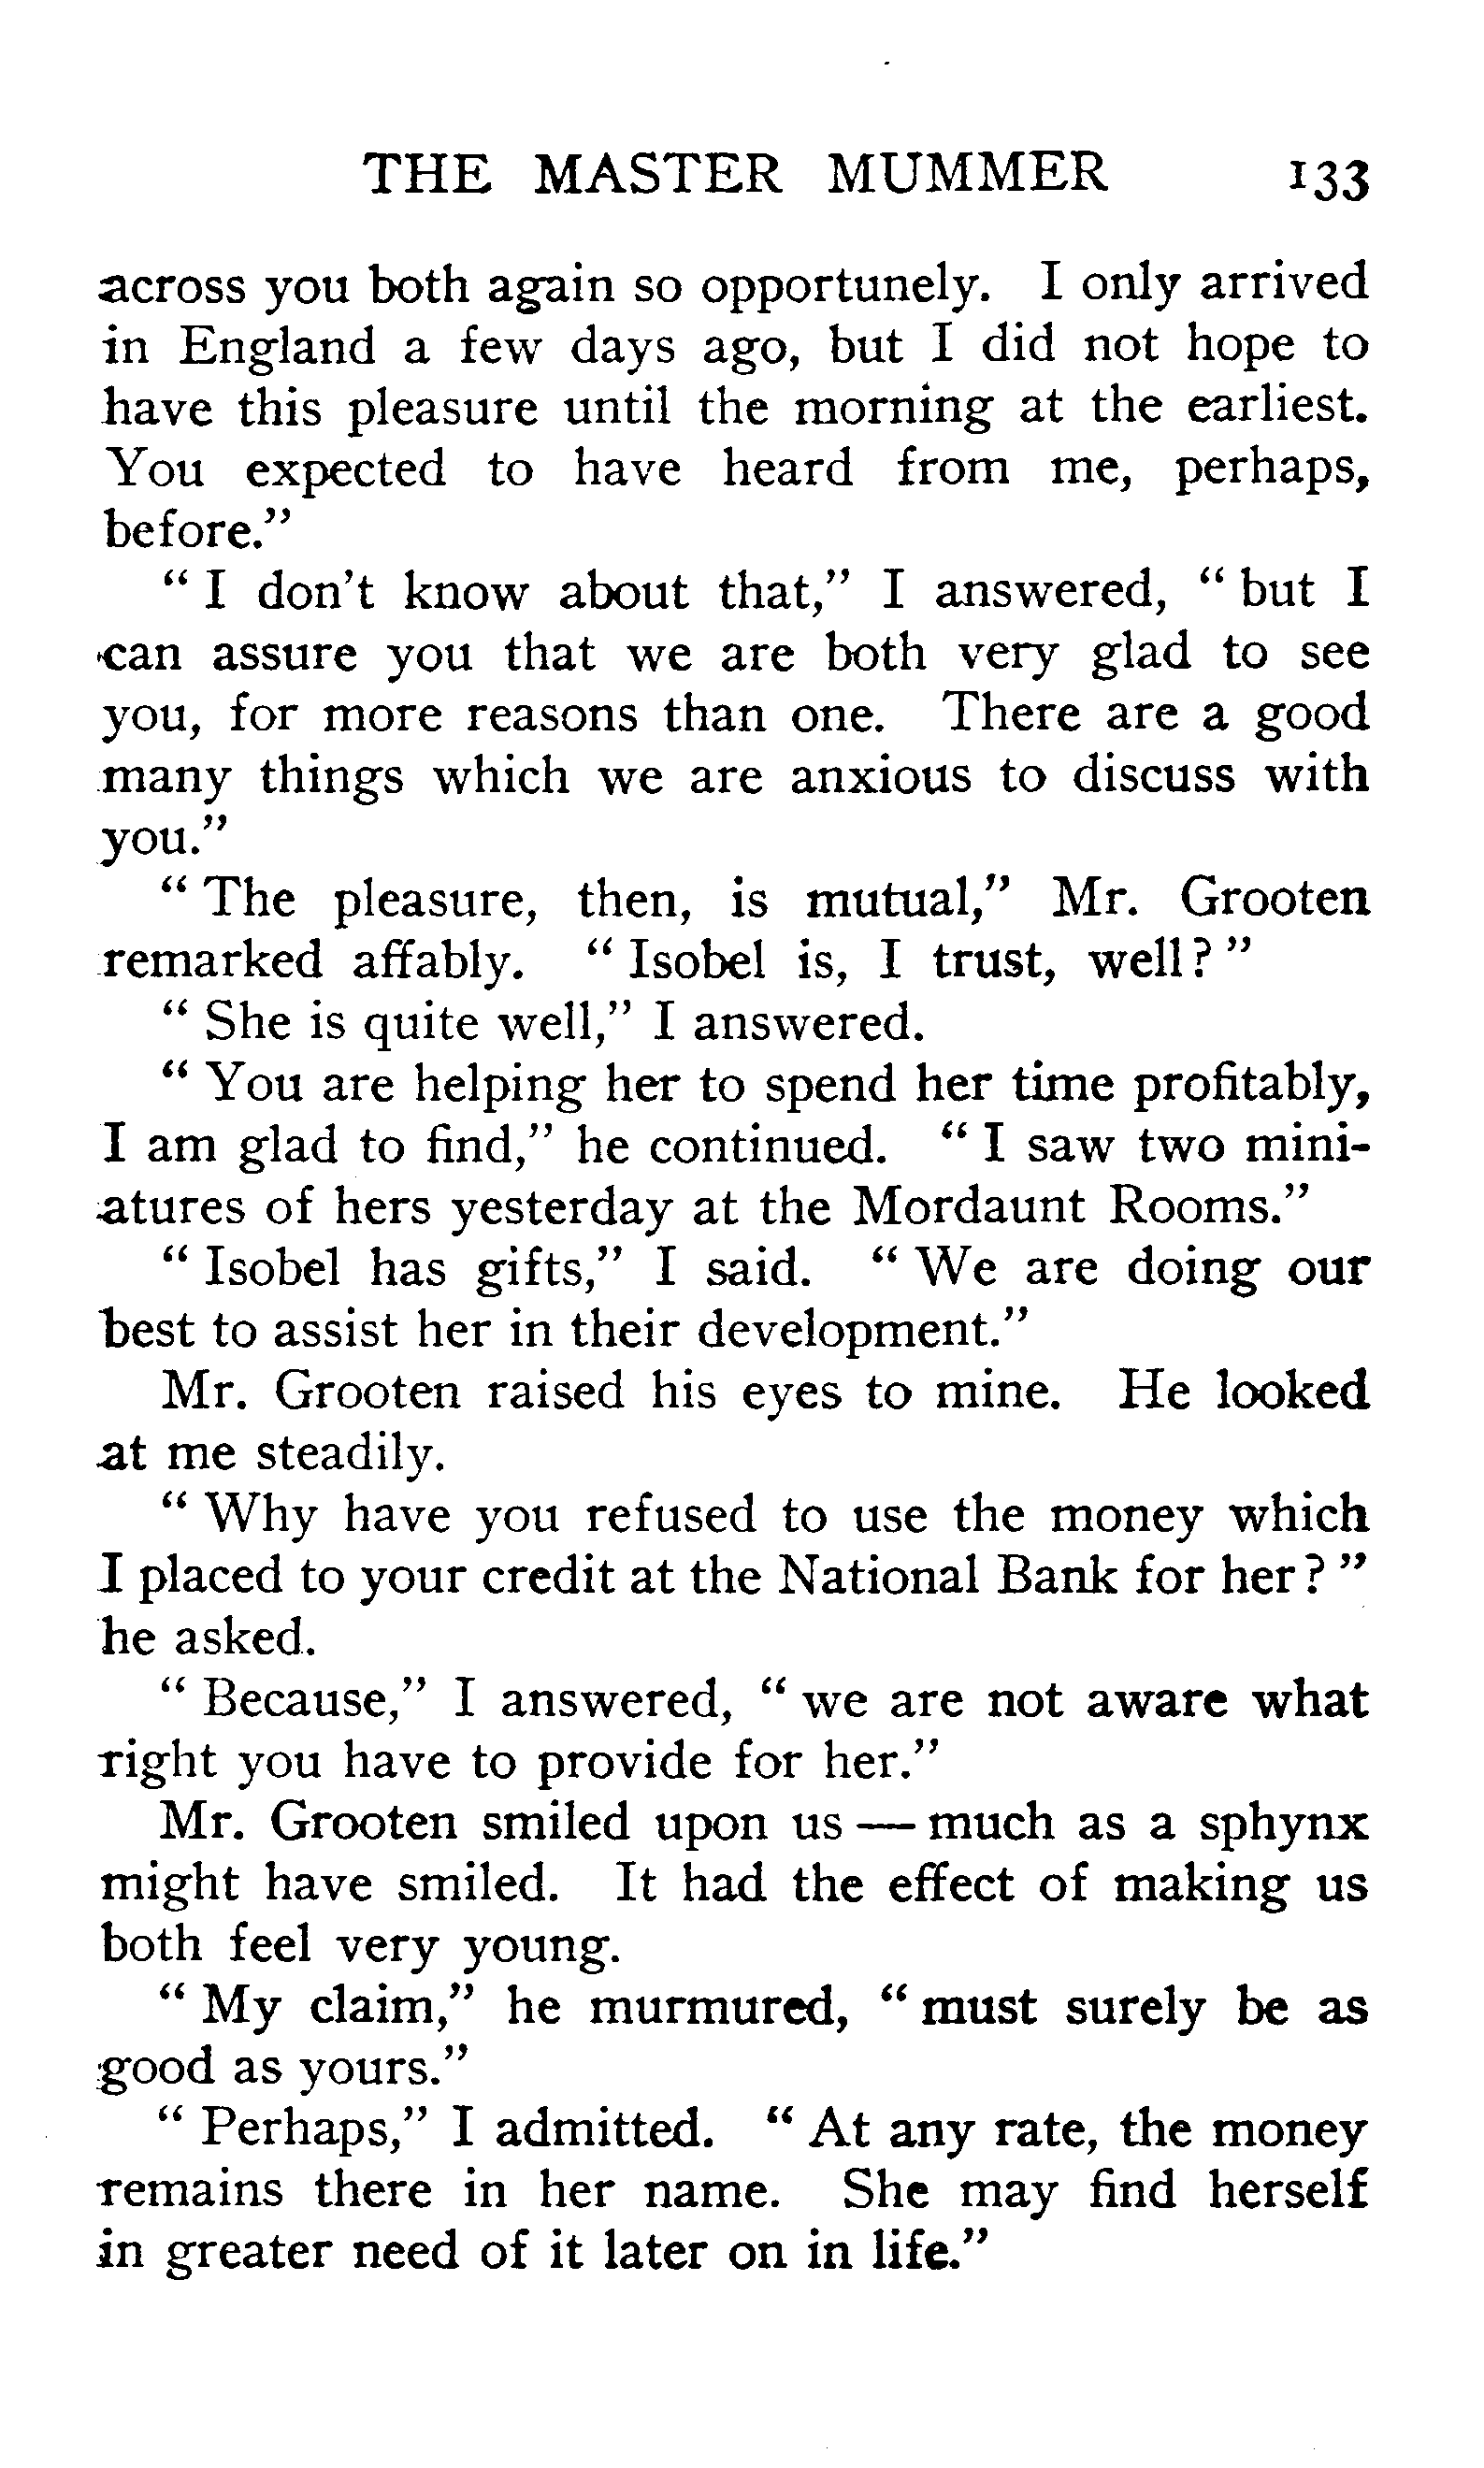 THE MASTER MUMMER 133
across you both again so opportunely. I only arrived
in England a few days ago, but I did not hope to
have this pleasure until the morning at the earliest.
You expected to have heard from me, perhaps,
before."
" I don't know about that," I answered, " but I
can assure you that we are both very glad to see
you, for more reasons than one. There are a good
many things which we are anxious to discuss with
you."
" The pleasure, then, is mutual," Mr. Grooten
remarked affably. " Isobel is, I trust, well ? "
" She is quite well," I answered.
" You are helping her to spend her time profitably,
I am glad to find," he continued. " I saw two mini-
atures of hers yesterday at the Mordaunt Rooms."
" Isobel has gifts," I said. " We are doing our
best to assist her in their development."
Mr. Grooten raised his eyes to mine. He looked
at me steadily.
" Why have you refused to use the money which
I placed to your credit at the National Bank for her ? "
he asked.
" Because," I answered, " we are not aware what
right you have to provide for her."
Mr. Grooten smiled upon us — much as a sphynx
might have smiled. It had the effect of making us
both feel very young.
" My claim," he murmured, " must surely be as
good as yours."
" Perhaps," I admitted. " At any rate, the money
remains there in her name. She may find herself
in greater need of it later on in life."